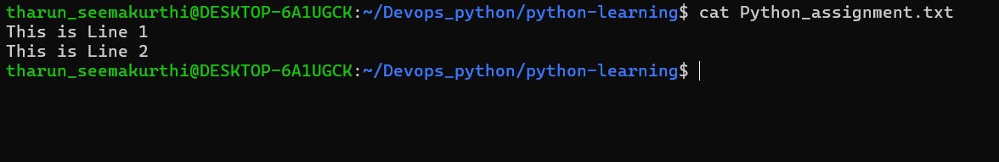 tharun_seemakurthi@DESKTOP-6A1UGCK:~/Devops_python/python-learning$ cat Python_assignment.txt
This is Line 1
This is Line 2
tharun_seemakurthi@DESKTOP-6A1UGCK:~/Devops_python/python-learning$